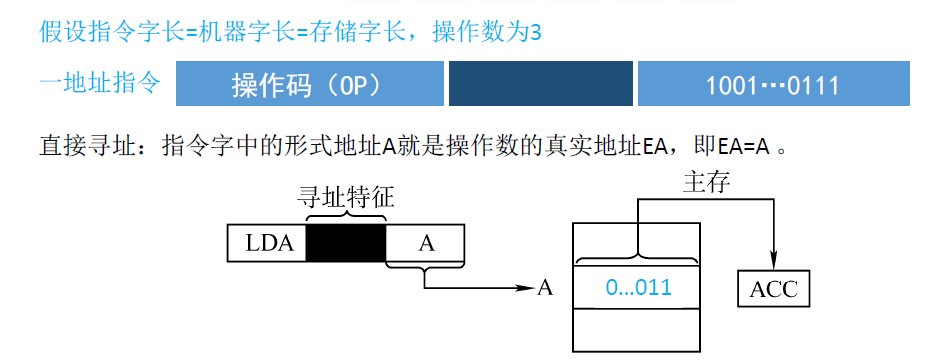 假设指令字长=机器字长=存储字长，操作数为3
一地址指令 操作码（OP） 1001…0111
直接寻址：指令字中的形式地址A就是操作数的真实地址EA，即EA=A 。
主存
寻址特征
LDA A
A 0…011 ACC